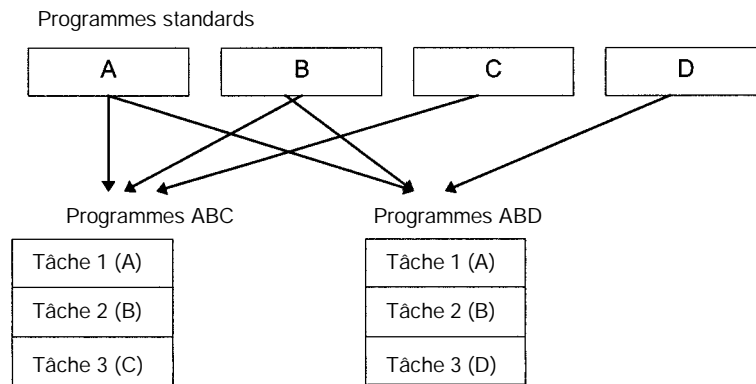 Programmes standards
A B C D
Programmes ABC Programmes ABD
Tâche 1 (A) Tâche 1 (A)
Tâche 2 (B) Tâche 2 (B)
Tâche 3 (C) Tâche 3 (D)